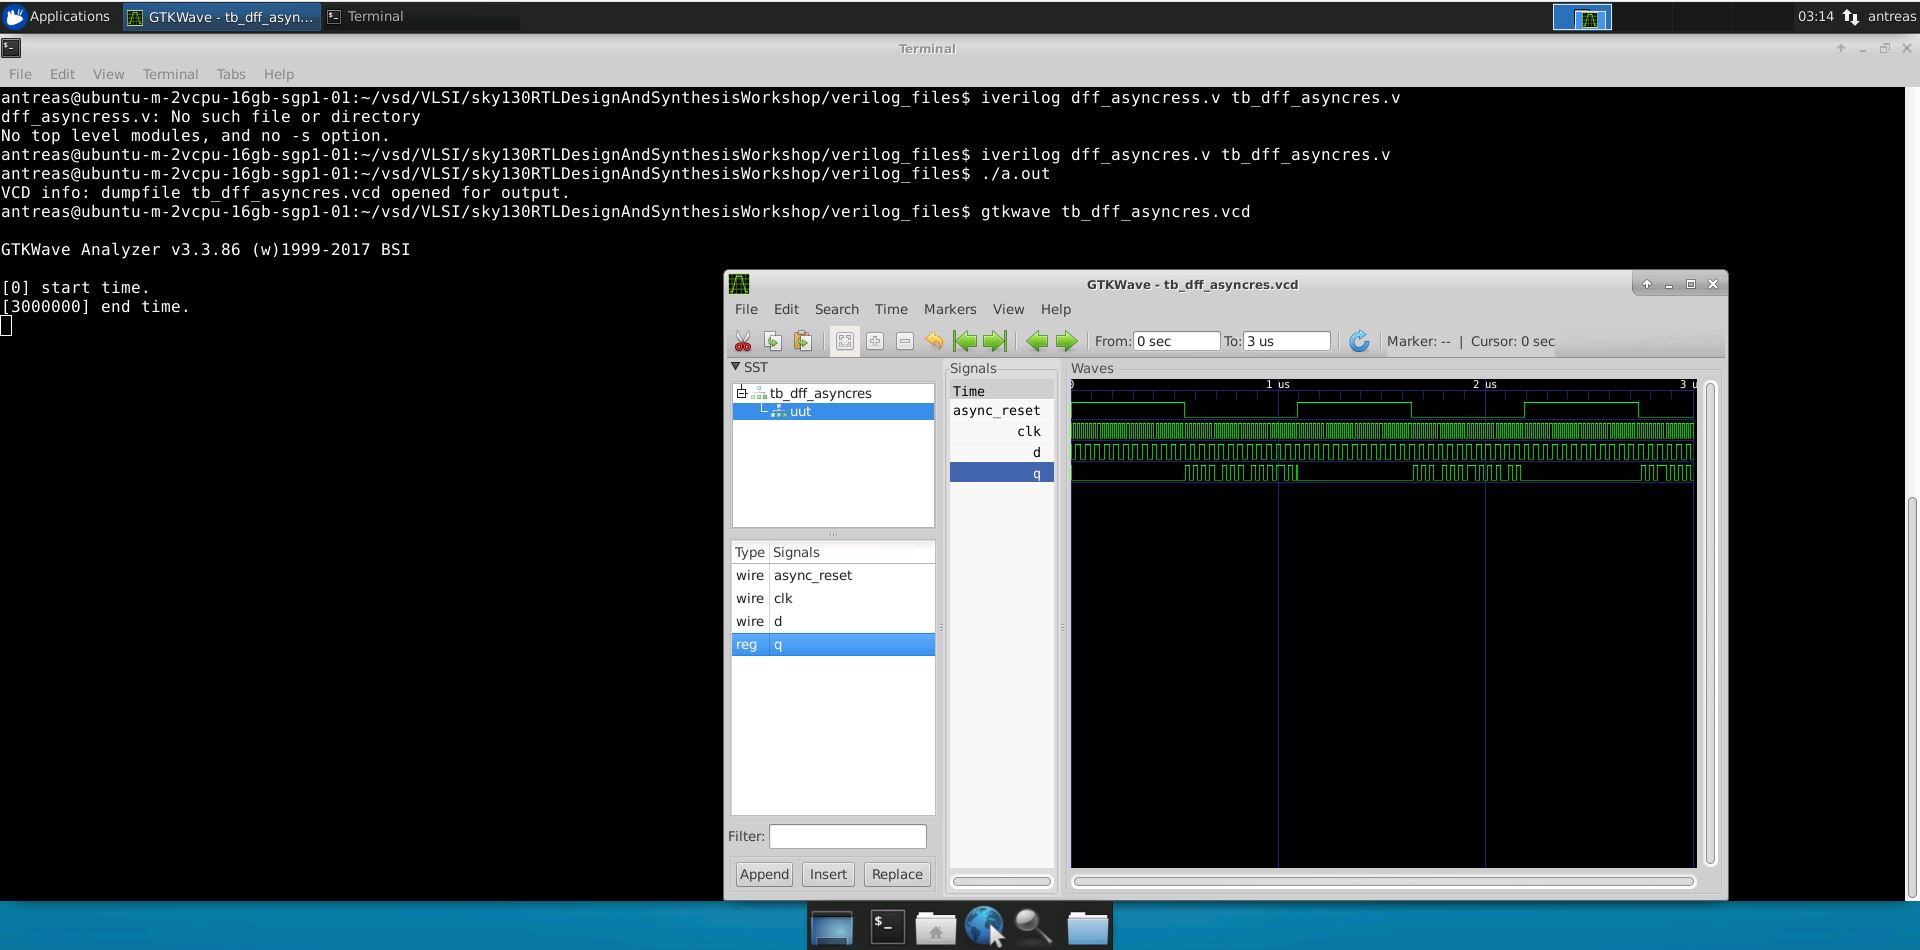 Applications GTKWave - tb_dff_asyn... Terminal 03:14 antreas
Terminal
File Edit View Terminal Tabs Help
antreas@ubuntu-m-2vcpu-16gb-sgp1-01:~/vsd/VLSI/sky130RTLDesignAndSynthesisWorkshop/verilog_files$ iverilog dff_asyncress.v tb_dff_asyncres.v
dff_asyncress.v: No such file or directory
No top level modules, and no -s option.
antreas@ubuntu-m-2vcpu-16gb-sgp1-01:~/vsd/VLSI/sky130RTLDesignAndSynthesisWorkshop/verilog_files$ iverilog dff_asyncres.v tb_dff_asyncres.v
antreas@ubuntu-m-2vcpu-16gb-sgp1-01:~/vsd/VLSI/sky130RTLDesignAndSynthesisWorkshop/verilog_files$ ./a.out
VCD info: dumpfile tb_dff_asyncres.vcd opened for output.
antreas@ubuntu-m-2vcpu-16gb-sgp1-01:~/vsd/VLSI/sky130RTLDesignAndSynthesisWorkshop/verilog_files$ gtkwave tb_dff_asyncres.vcd
GTKWave Analyzer v3.3.86 (w)1999-2017 BSI
[0] start time.
[3000000] end time.
GTKWave - tb_dff_asyncres.vcd
File Edit Search Time Markers View Help
From: 0 sec To: 3 us Marker: -- | Cursor: 0 sec
SST
tb_dff_asyncres
uut
Type Signals
wire async_reset
wire clk
wire d
reg q
Filter:
Append Insert Replace
Signals
Time
async_reset
clk
d
q
Waves
0 1 us 2 us 3 u
$_